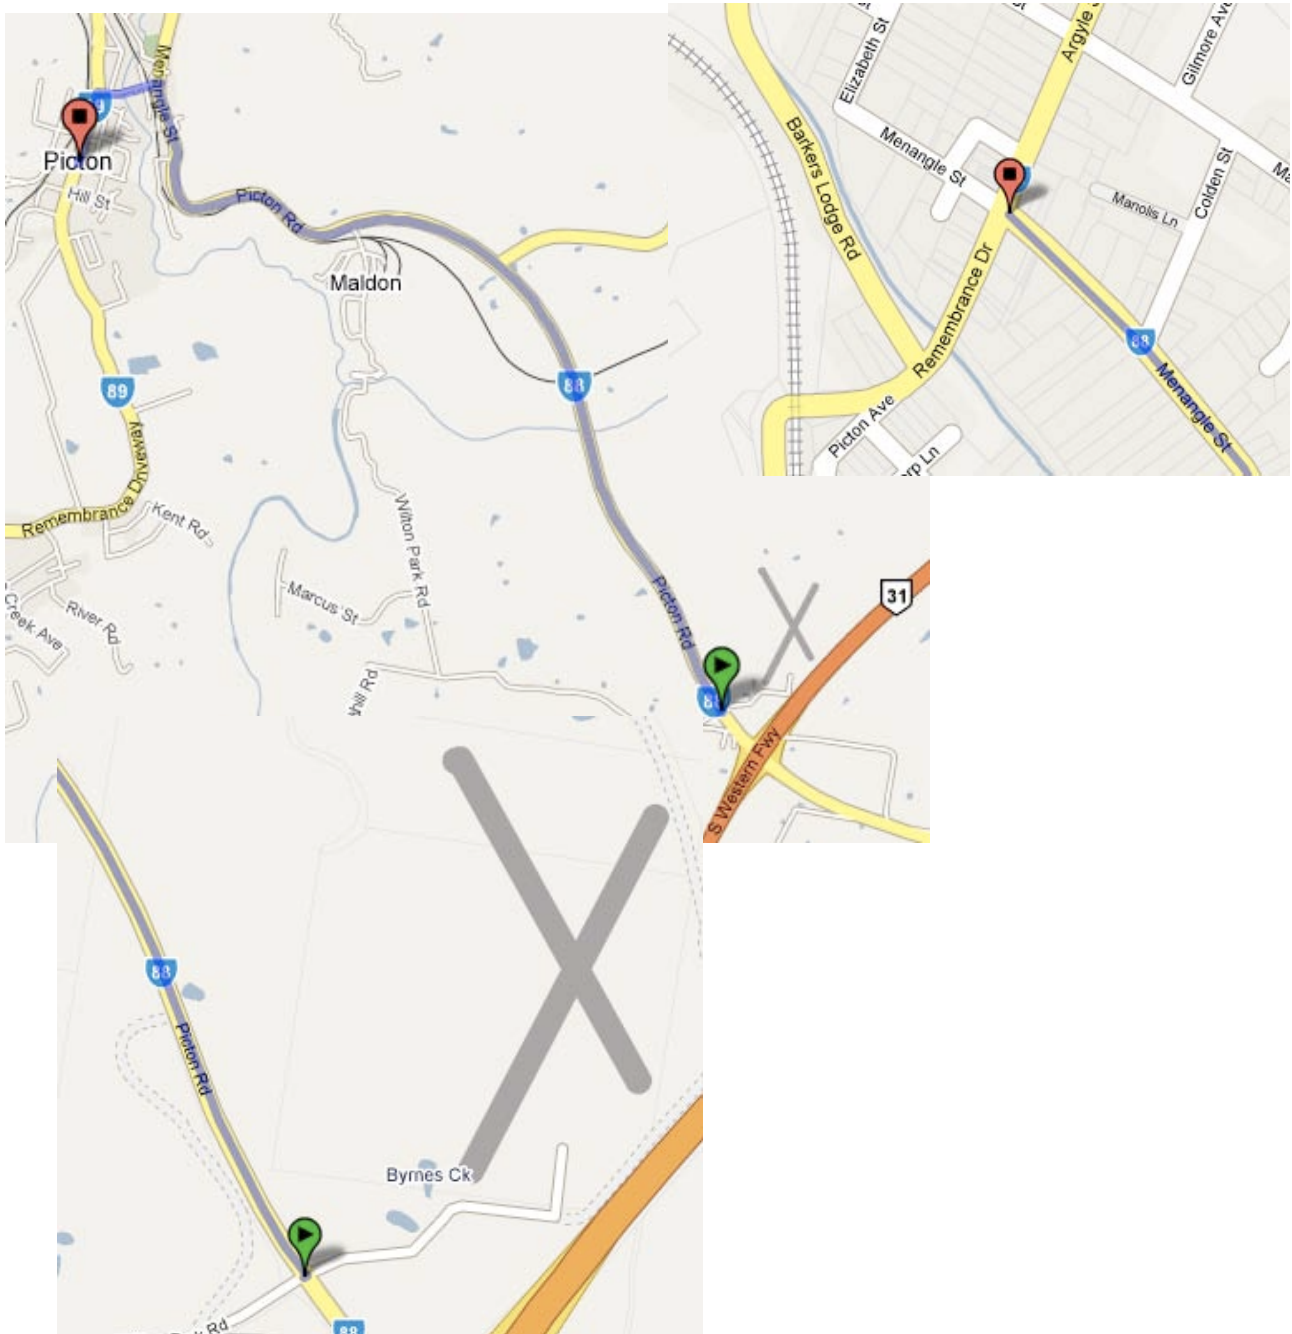 Menangle St
Picton
Hill St
Picton Rd
Maldon
88
89
Remembrance Driveway
Kent Rd
Wilton Park Rd
Marcus St
River Rd
Creek Ave
Picton Rd
31
S Western Fwy
Elizabeth St
Argyle
Gilmore Ave
Barkers Lodge Rd
Menangle St
Manolis Ln
Colden St
Remembrance Dr
88
Menangle St
Picton Ave
88
Picton Rd
Byrnes Ck
Rd
88